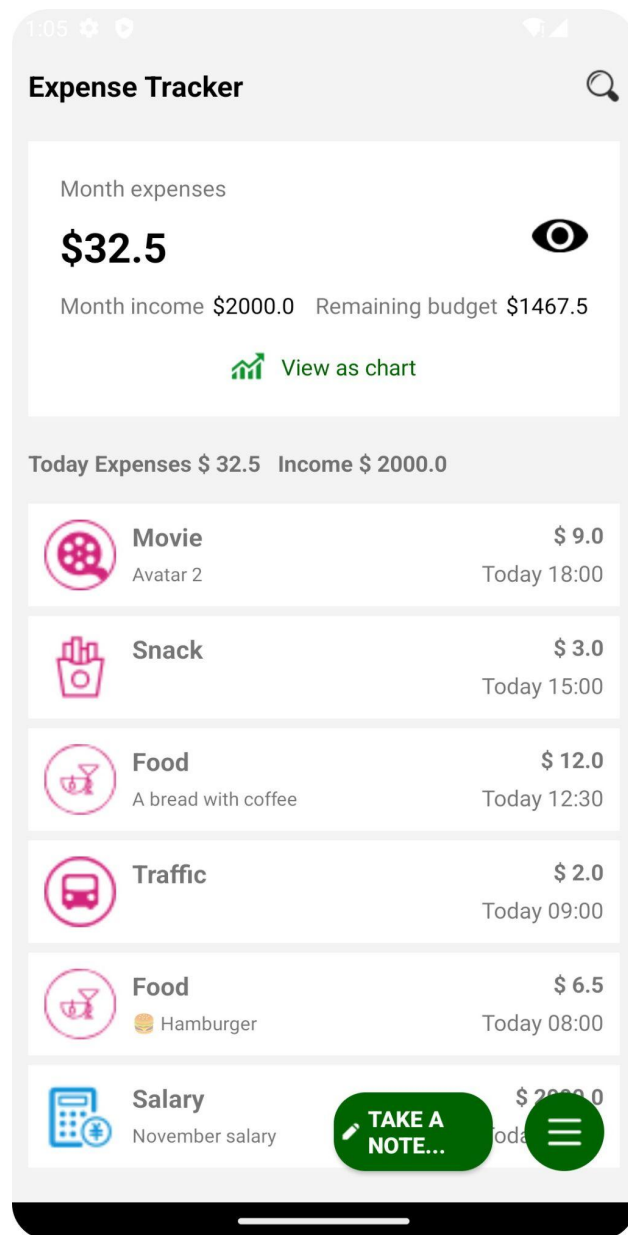 1:05
Expense Tracker
Month expenses
$32.5
Month income $2000.0 Remaining budget $1467.5
View as chart
Today Expenses $ 32.5 Income $ 2000.0
Movie $ 9.0
Avatar 2 Today 18:00
Snack $ 3.0
Today 15:00
Food $ 12.0
A bread with coffee Today 12:30
Traffic $ 2.0
Today 09:00
Food $ 6.5
🍔 Hamburger Today 08:00
Salary
November salary
TAKE A
NOTE...